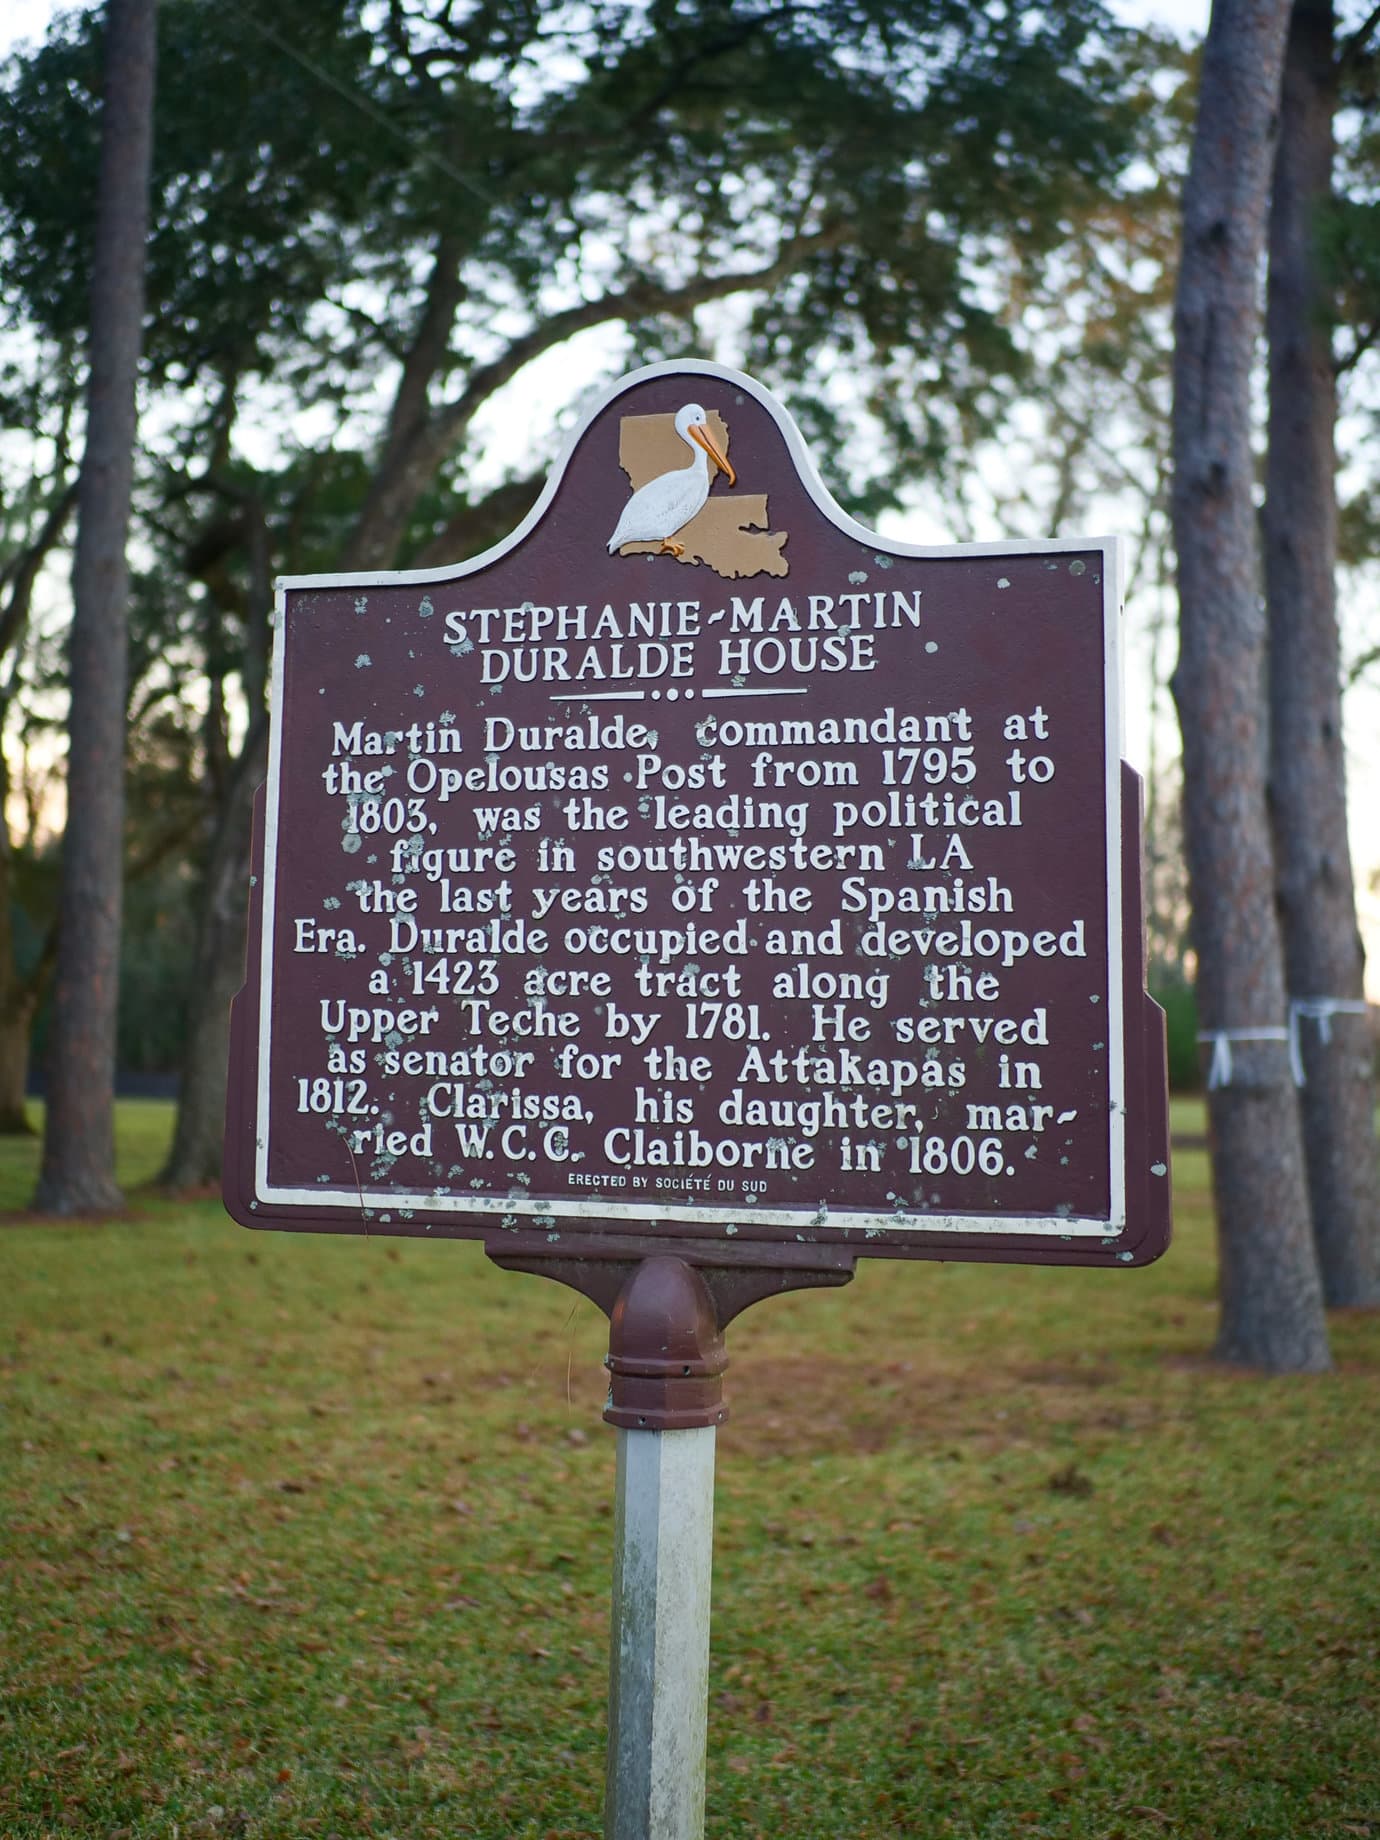 STEPHANIE-MARTIN
DURALDE HOUSE
Martin Duralde, commandant at
the Opelousas Post from 1795 to
1803, was the leading political
figure in southwestern LA
the last years of the Spanish
Era. Duralde occupied and developed
a 1423 acre tract along the
Upper Teche by 1781. He served
as senator for the Attakapas in
1812. Clarissa, his daughter, mar-
ried W.C.C. Claiborne in 1806.
ERECTED BY SOCIÉTÉ DU SUD